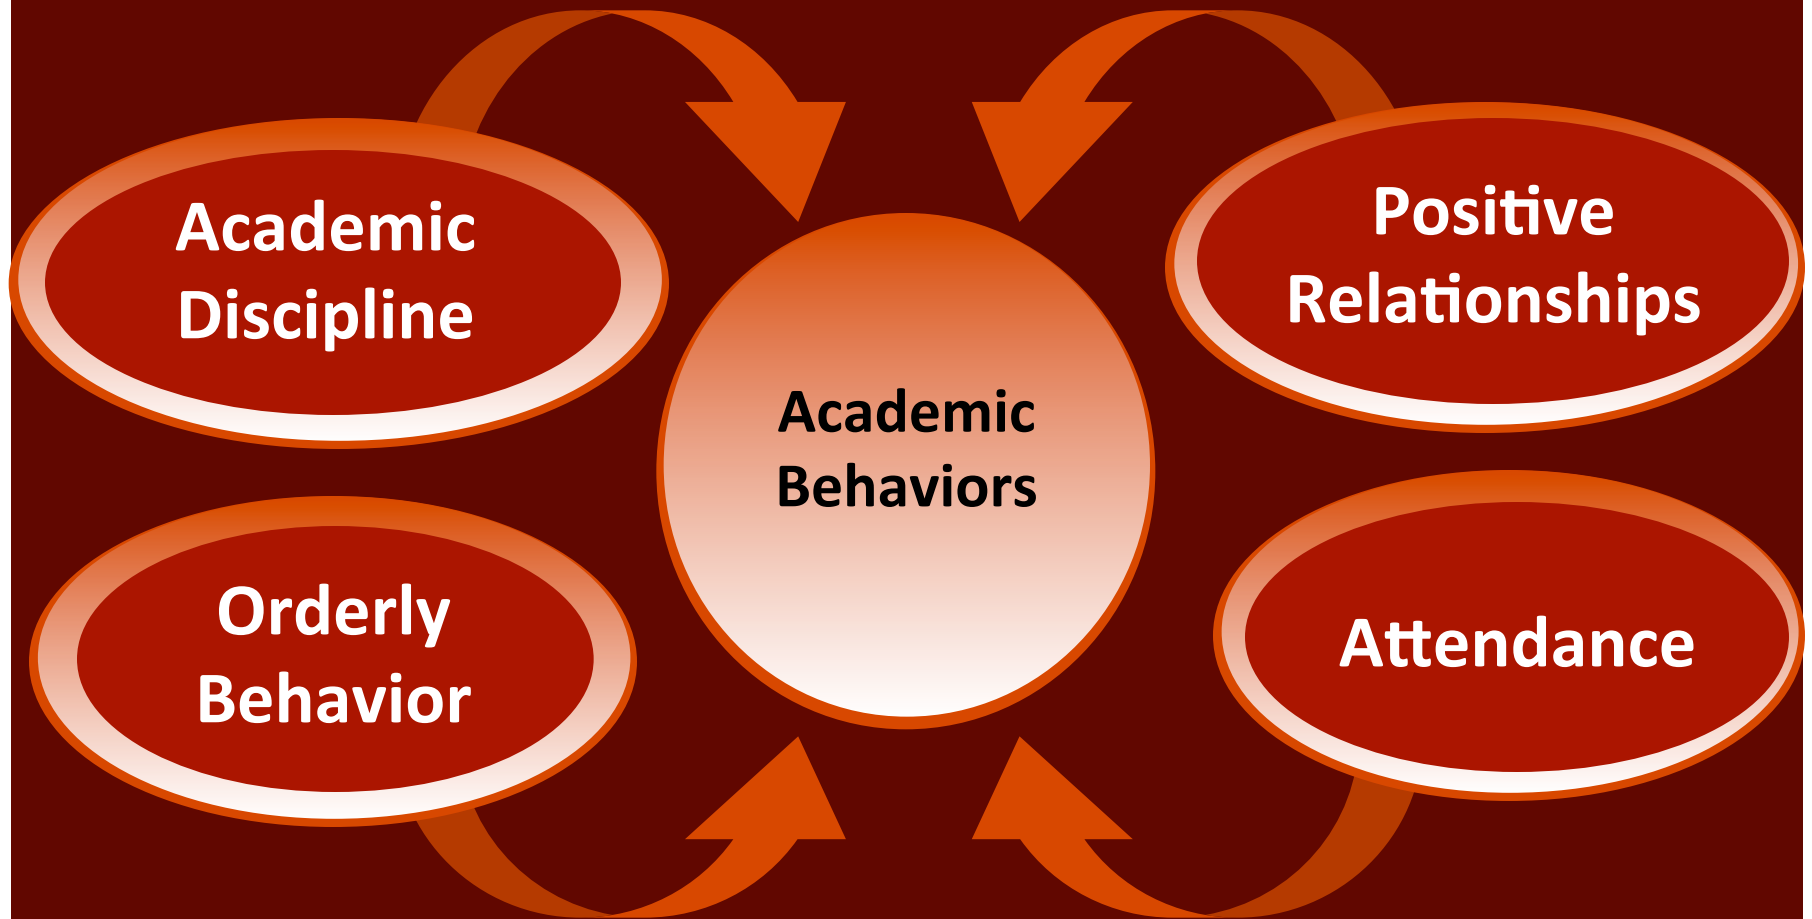 Academic
Discipline
Positive
Relationships
Academic
Behaviors
Orderly
Behavior
Attendance